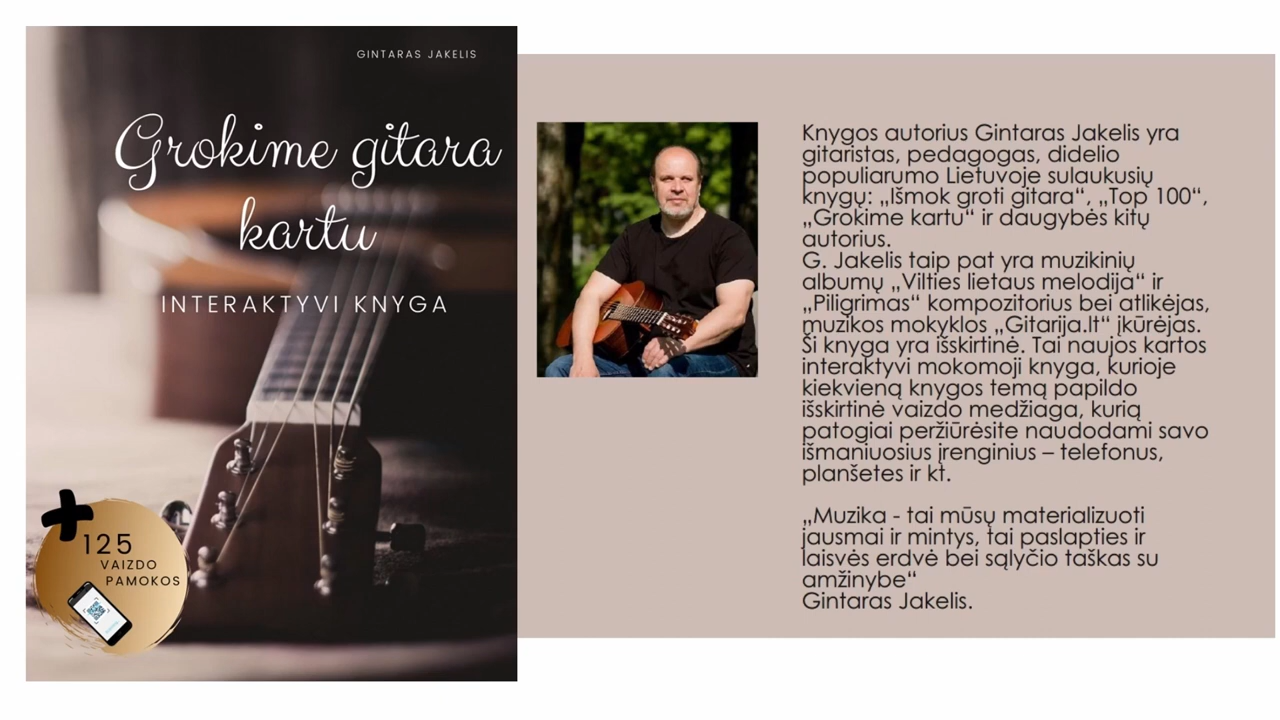 GINTARAS JAKELIS
Grokime gitara
kartu
INTERAKTYVI KNYGA
125
VAIZDO
PAMOKOS
Knygos autorius Gintaras Jakelis yra
gitaristas, pedagogas, didelio
populiarumo Lietuvoje sulaukusių
knygų: „Išmok groti gitara“, „Top 100“,
„Grokime kartu“ ir daugybės kitų
autorius.
G. Jakelis taip pat yra muzikinių
albumų „Vilties lietaus melodija“ ir
„Piligrimas“ kompozitorius bei atlikėjas,
muzikos mokyklos „Gitarija.lt“ įkūrėjas.
Ši knyga yra išskirtinė. Tai naujos kartos
interaktyvi mokomoji knyga, kurioje
kiekvieną knygos temą papildo
išskirtinė vaizdo medžiaga, kurią
patogiai peržiūrėsite naudodami savo
išmaniuosius įrenginius – telefonus,
planšetes ir kt.
„Muzika - tai mūsų materializuoti
jausmai ir mintys, tai paslapties ir
laisvės erdvė bei sąlyčio taškas su
amžinybe“
Gintaras Jakelis.